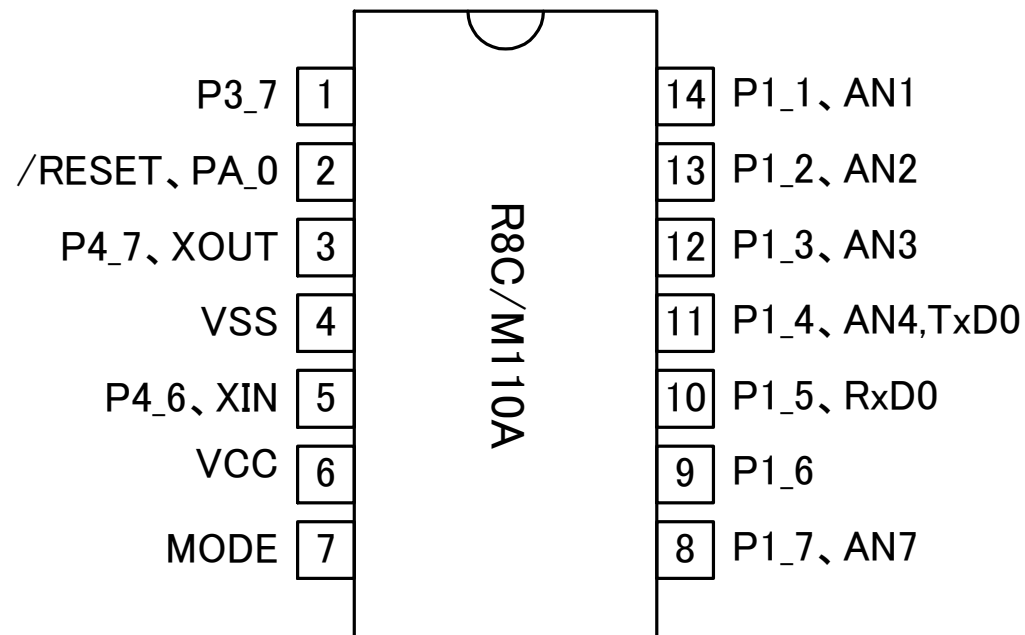 P3_7 1
/RESET、PA_0 2
P4_7、XOUT 3
VSS 4
P4_6、XIN 5
VCC 6
MODE 7
R8C/M110A
14 P1_1、AN1
13 P1_2、AN2
12 P1_3、AN3
11 P1_4、AN4,TxD0
10 P1_5、RxD0
9 P1_6
8 P1_7、AN7